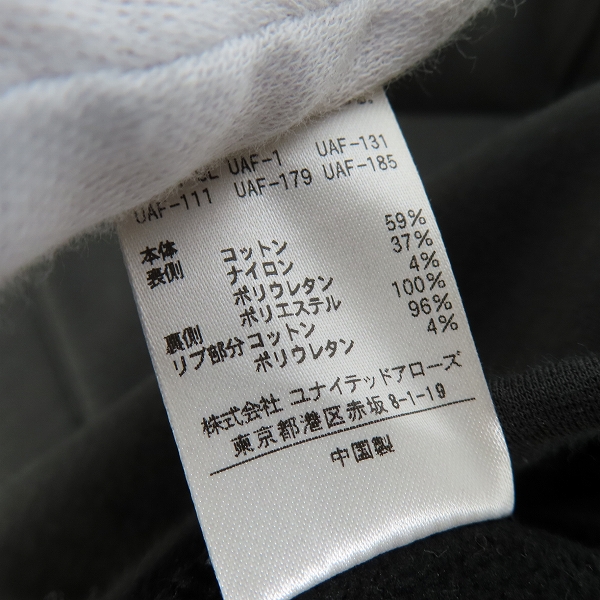 UAF-1 UAF-131
UAF-111 UAF-179 UAF-185
本体 コットン 59%
表側 ナイロン 37%
ポリウレタン 4%
裏側 ポリエステル 100%
リブ部分 コットン 96%
ポリウレタン 4%
株式会社 ユナイテッドアローズ
東京都港区赤坂8-1-19
中国製